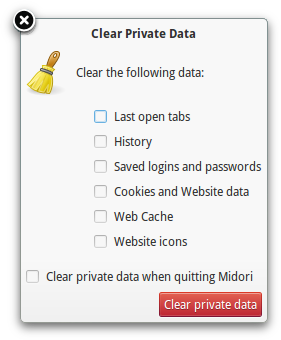 Clear Private Data
Clear the following data:
Last open tabs
History
Saved logins and passwords
Cookies and Website data
Web Cache
Website icons
Clear private data when quitting Midori
Clear private data